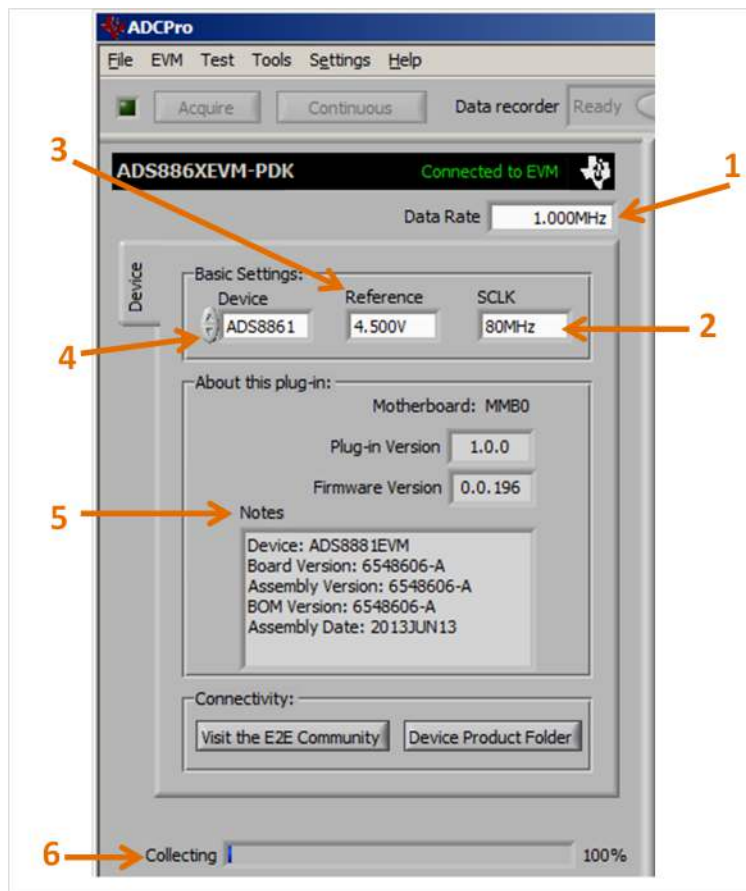 ADCPro
File EVM Test Tools Settings Help
Acquire Continuous Data recorder Ready
3
ADS886XEVM-PDK Connected to EVM
1
Data Rate 1.000MHz
Device
Basic Settings:
Device Reference SCLK
ADS8861 4.500V 80MHz
2
4
About this plug-in:
Motherboard: MMB0
Plug-in Version 1.0.0
Firmware Version 0.0.196
5
Notes
Device: ADS8881EVM
Board Version: 6548606-A
Assembly Version: 6548606-A
BOM Version: 6548606-A
Assembly Date: 2013JUN13
Connectivity:
Visit the E2E Community Device Product Folder
6 Collecting 100%